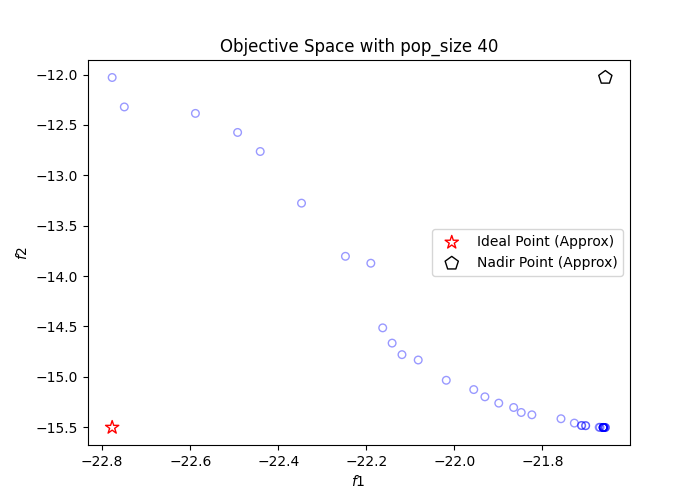 Objective Space with pop_size 40
−12.0
−12.5
−13.0
−13.5
−14.0
−14.5
−15.0
−15.5
f2
Ideal Point (Approx)
Nadir Point (Approx)
−22.8 −22.6 −22.4 −22.2 −22.0 −21.8
f1